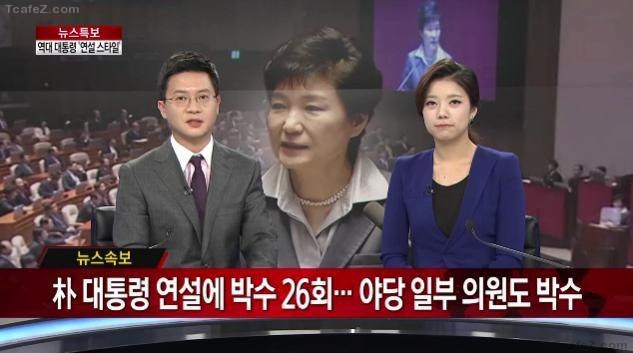 TcafeZ.com
뉴스특보
역대 대통령 '연설 스타일'
뉴스속보
朴 대통령 연설에 박수 26회··· 야당 일부 의원도 박수
TcafeZ.com